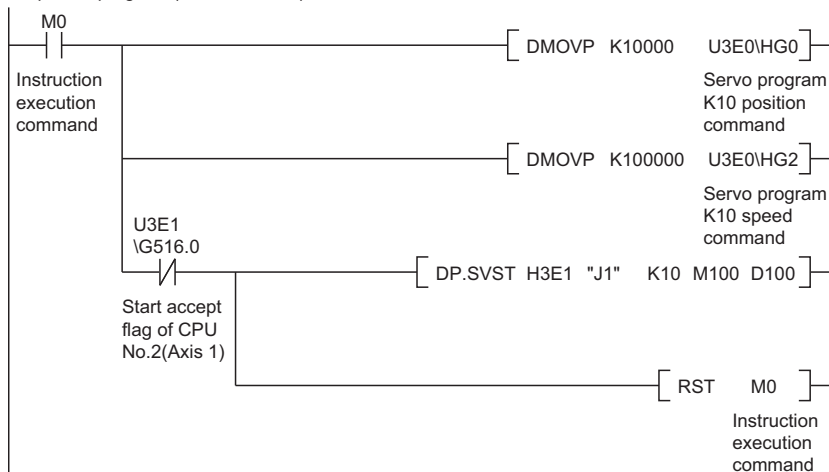 M0
DMOVP K10000 U3E0\HG0
Instruction
execution
command
Servo program
K10 position
command
DMOVP K100000 U3E0\HG2
Servo program
K10 speed
command
U3E1
\G516.0
DP.SVST H3E1 "J1" K10 M100 D100
Start accept
flag of CPU
No.2(Axis 1)
RST M0
Instruction
execution
command